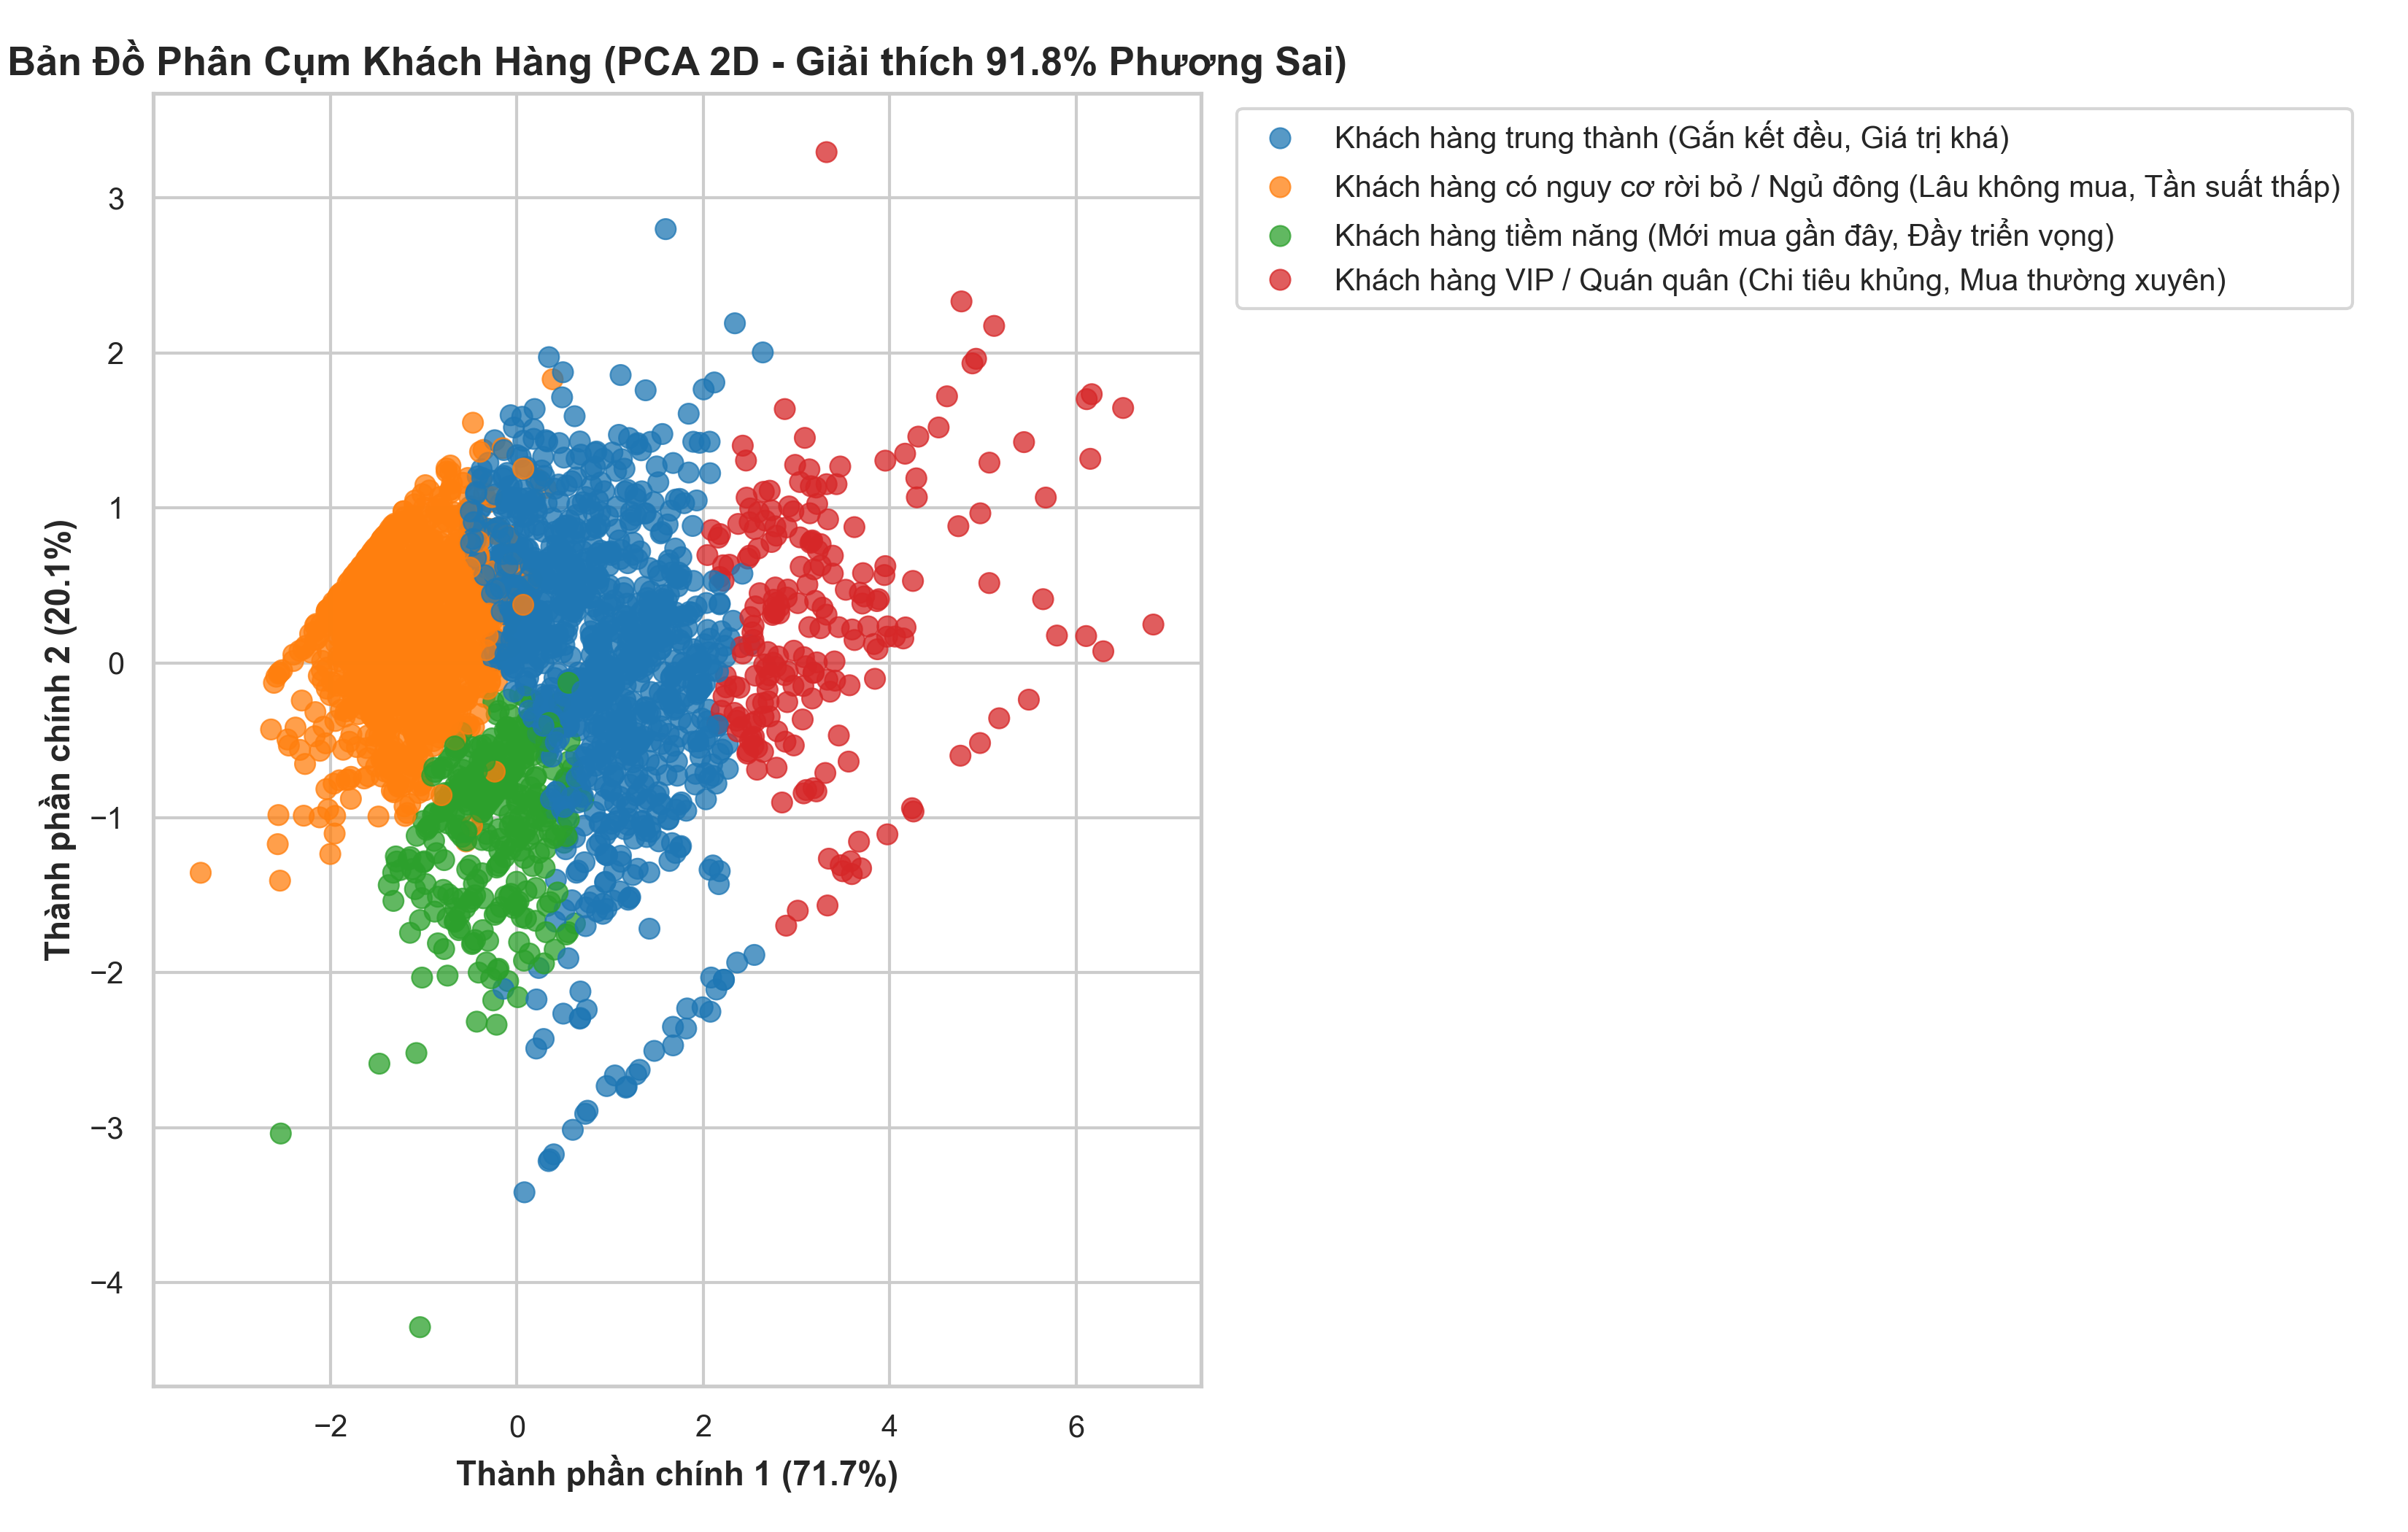 Bản Đồ Phân Cụm Khách Hàng (PCA 2D - Giải thích 91.8% Phương Sai)
Khách hàng trung thành (Gắn kết đều, Giá trị khá)
Khách hàng có nguy cơ rời bỏ / Ngủ đông (Lâu không mua, Tần suất thấp)
Khách hàng tiềm năng (Mới mua gần đây, Đầy triển vọng)
Khách hàng VIP / Quán quân (Chi tiêu khủng, Mua thường xuyên)
Thành phần chính 2 (20.1%)
3
2
1
0
−1
−2
−3
−4
−2 0 2 4 6
Thành phần chính 1 (71.7%)